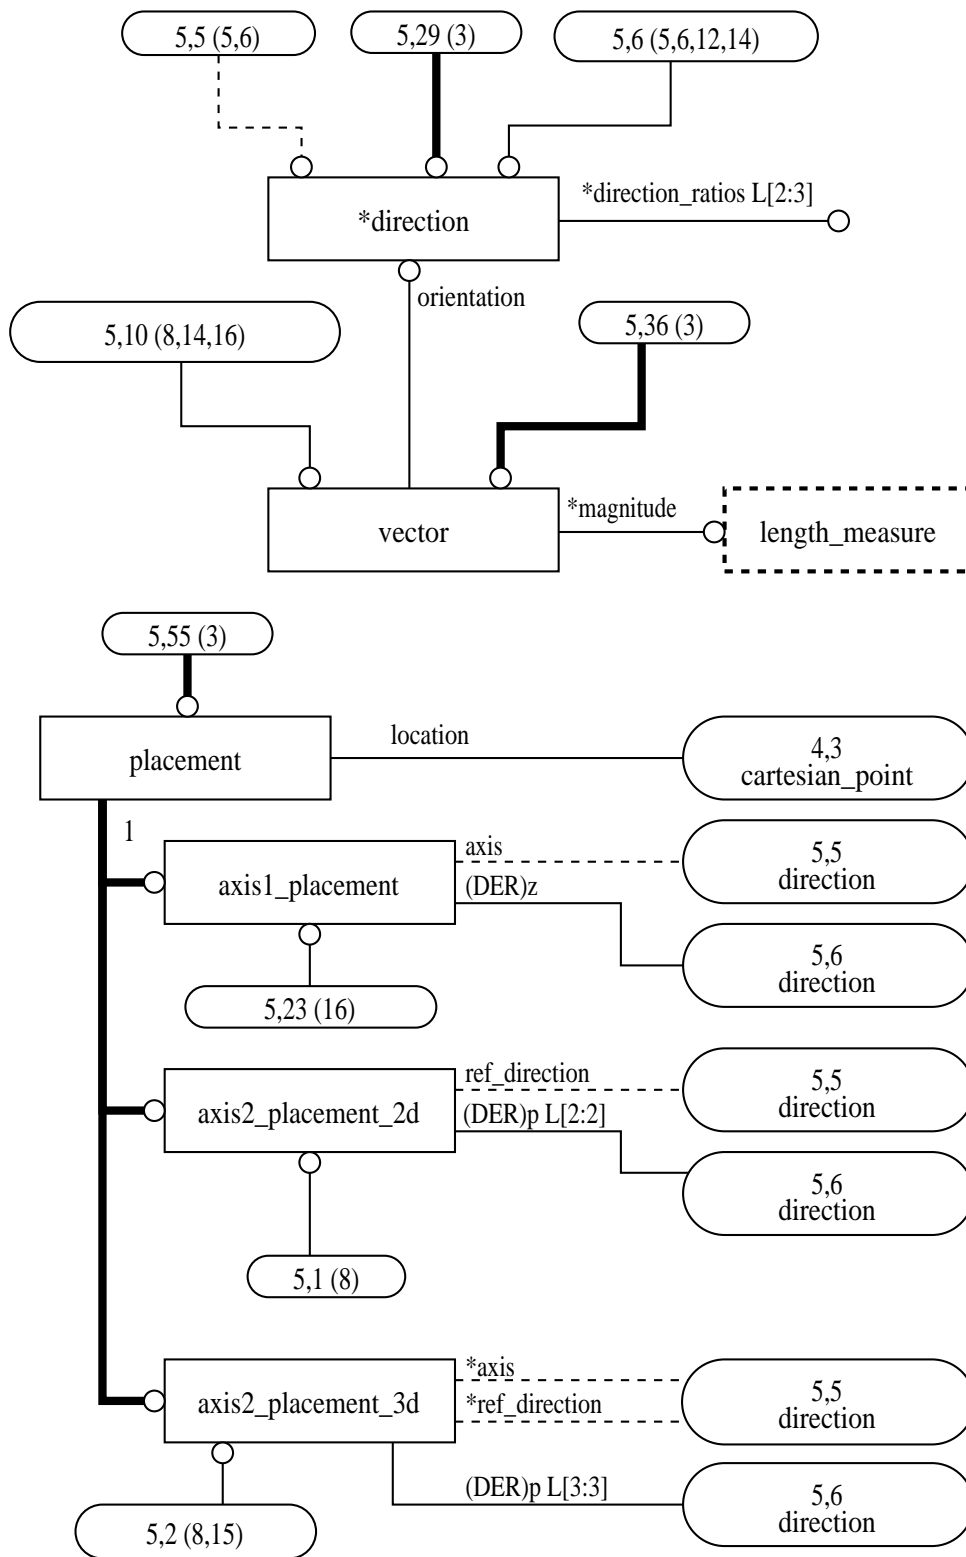 5,5 (5,6)
5,29 (3)
5,6 (5,6,12,14)
*direction_ratios L[2:3]
*direction
orientation
5,10 (8,14,16)
5,36 (3)
*magnitude
vector
length_measure
5,55 (3)
location
placement
4,3
cartesian_point
1
axis
axis1_placement
5,5
direction
(DER)z
5,6
direction
5,23 (16)
ref_direction
axis2_placement_2d
(DER)p L[2:2]
5,5
direction
5,6
direction
5,1 (8)
*axis
*ref_direction
axis2_placement_3d
5,5
direction
(DER)p L[3:3]
5,6
direction
5,2 (8,15)